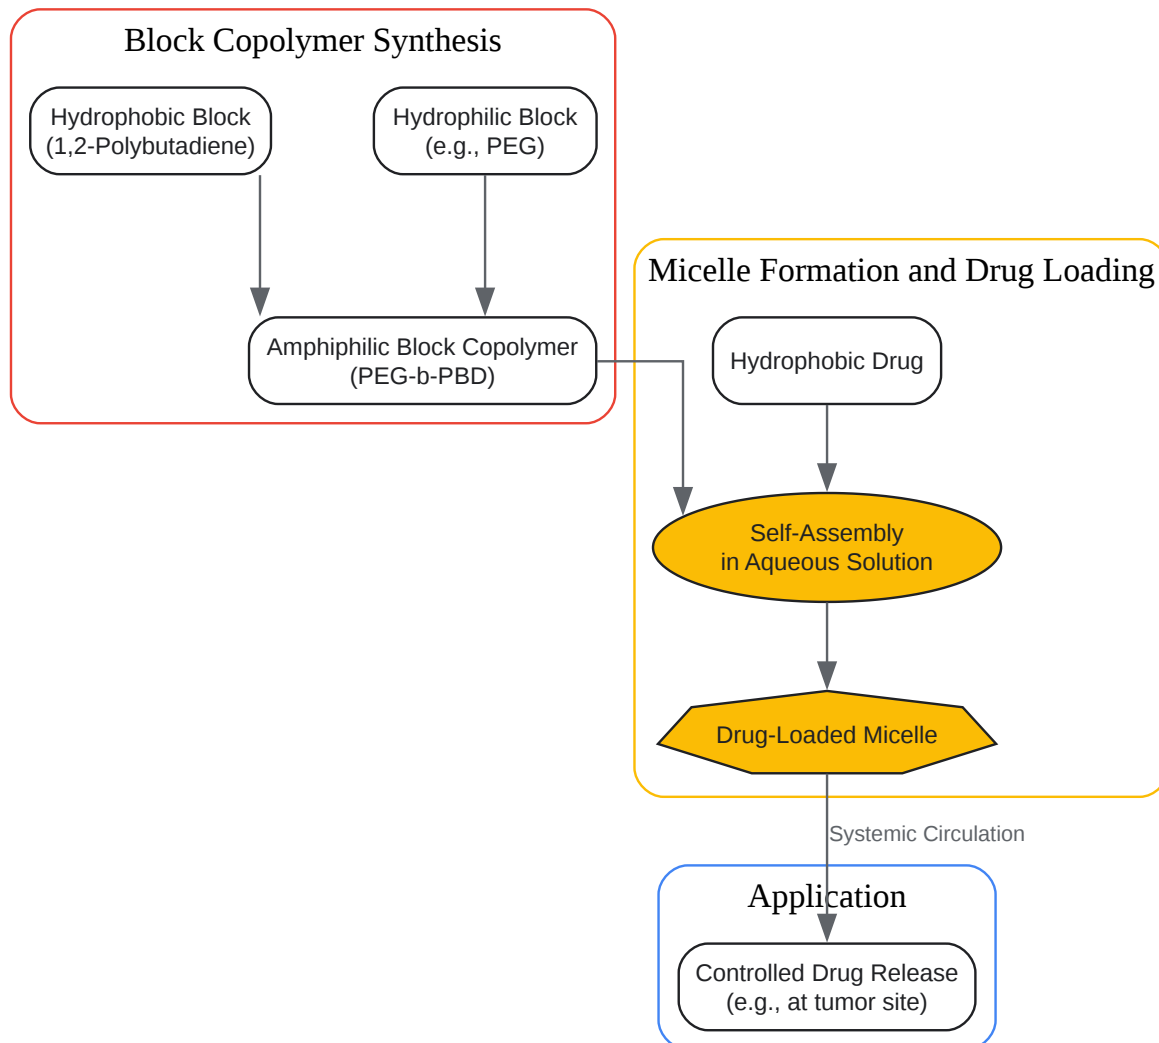 Block Copolymer Synthesis
Hydrophobic Block
(1,2-Polybutadiene)
Hydrophilic Block
(e.g., PEG)
Amphiphilic Block Copolymer
(PEG-b-PBD)
Micelle Formation and Drug Loading
Hydrophobic Drug
Self-Assembly
in Aqueous Solution
Drug-Loaded Micelle
Systemic Circulation
Application
Controlled Drug Release
(e.g., at tumor site)